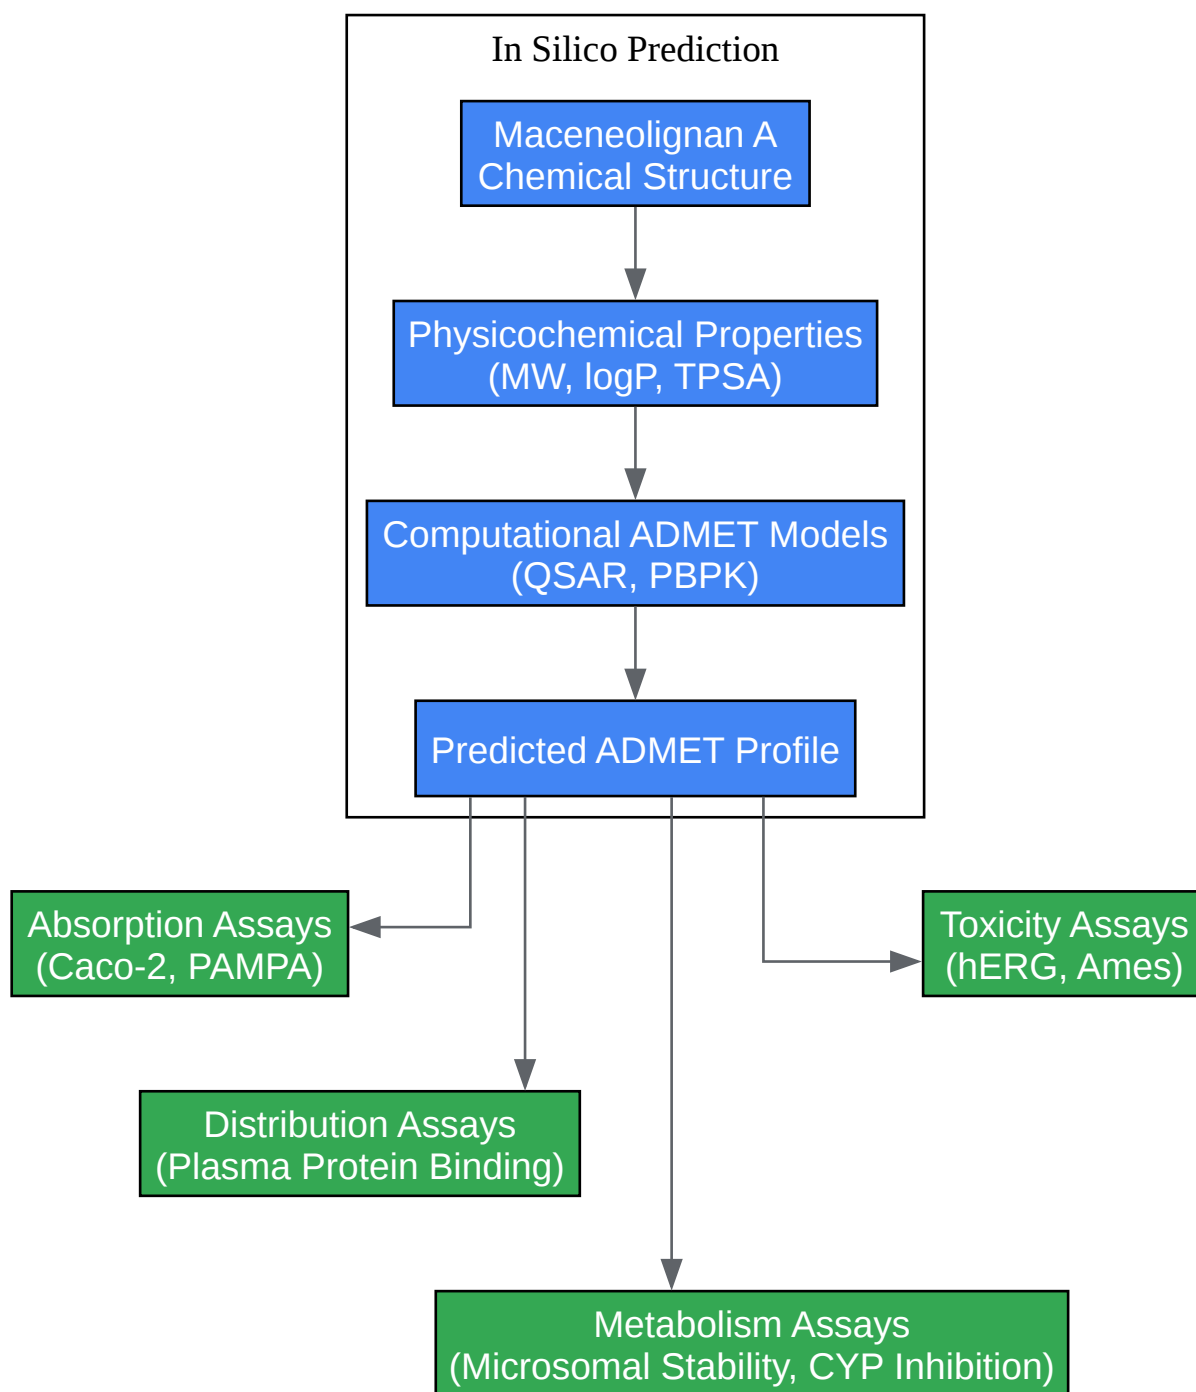 In Silico Prediction
Maceneolignan A
Chemical Structure
Physicochemical Properties
(MW, logP, TPSA)
Computational ADMET Models
(QSAR, PBPK)
Predicted ADMET Profile
Absorption Assays
(Caco-2, PAMPA)
Toxicity Assays
(hERG, Ames)
Distribution Assays
(Plasma Protein Binding)
Metabolism Assays
(Microsomal Stability, CYP Inhibition)